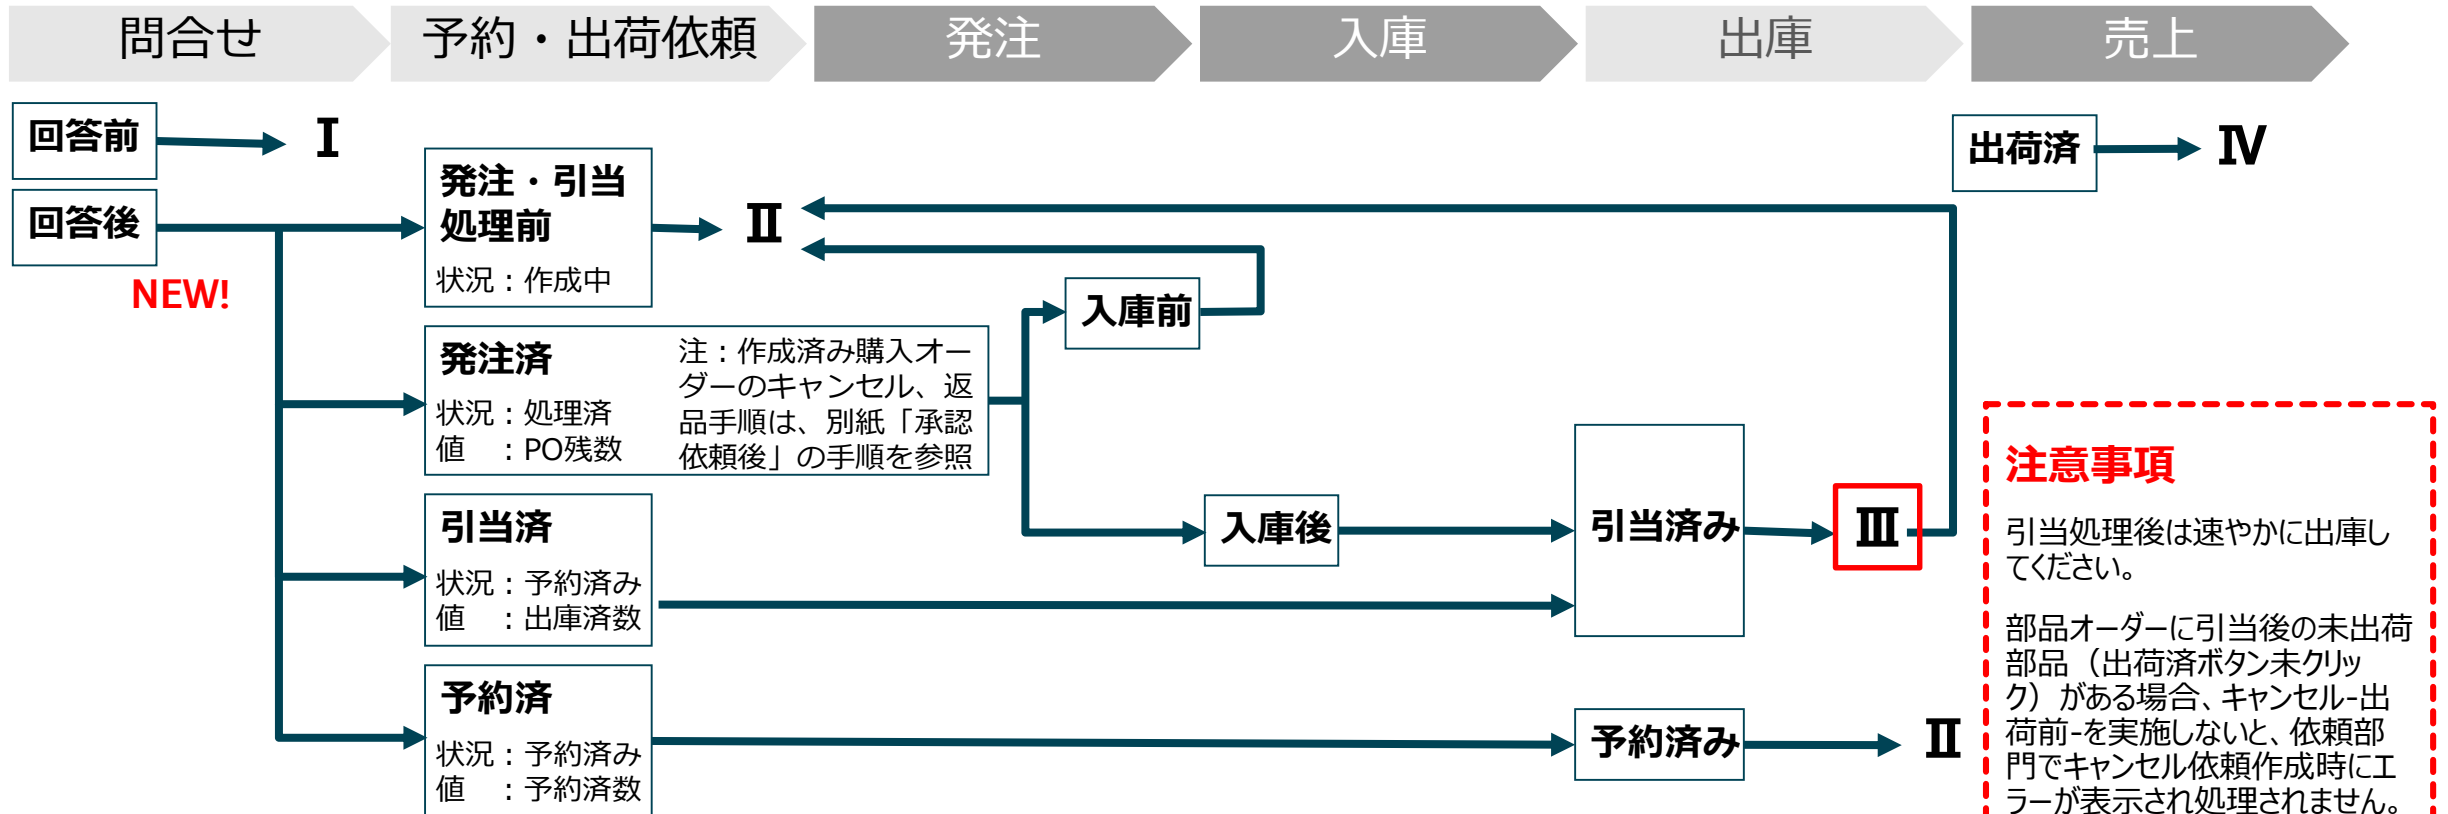 問合せ
予約・出荷依頼
発注
入庫
出庫
売上
回答前
Ⅰ
回答後
NEW!
発注・引当
処理前
状況：作成中
Ⅱ
出荷済
Ⅳ
発注済
状況：処理済
値　：PO残数
注：作成済み購入オー
ダーのキャンセル、返
品手順は、別紙「承認
依頼後」の手順を参照
入庫前
入庫後
引当済
状況：予約済み
値　：出庫済数
引当済み
Ⅲ
予約済
状況：予約済み
値　：予約済数
予約済み
Ⅱ
注意事項
引当処理後は速やかに出庫し
てください。
部品オーダーに引当後の未出荷
部品（出荷済ボタン未クリッ
ク）がある場合、キャンセル-出
荷前-を実施しないと、依頼部
門でキャンセル依頼作成時にエ
ラーが表示され処理されません。